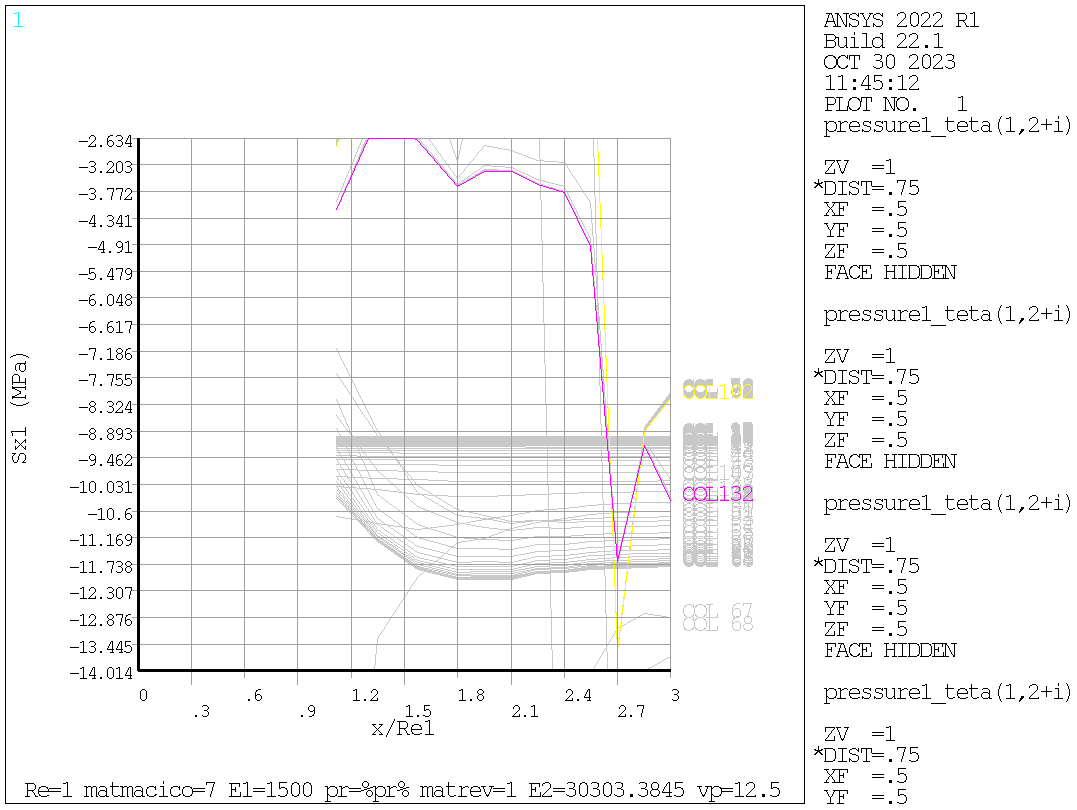 1
ANSYS 2022 R1
Build 22.1
OCT 30 2023
11:45:12
PLOT NO. 1
pressure1_teta(1,2+i)
ZV =1
*DIST=.75
XF =.5
YF =.5
ZF =.5
FACE HIDDEN
pressure1_teta(1,2+i)
ZV =1
*DIST=.75
XF =.5
YF =.5
ZF =.5
FACE HIDDEN
pressure1_teta(1,2+i)
ZV =1
*DIST=.75
XF =.5
YF =.5
ZF =.5
FACE HIDDEN
pressure1_teta(1,2+i)
ZV =1
*DIST=.75
XF =.5
YF =.5
-2.634
-3.203
-3.772
-4.341
-4.91
-5.479
-6.048
-6.617
-7.186
-7.755
-8.324
-8.893
-9.462
-10.031
-10.6
-11.169
-11.738
-12.307
-12.876
-13.445
-14.014
Sx1 (MPa)
COL132
COL 67
COL 68
0
.3
.6
.9
1.2
1.5
1.8
2.1
2.4
2.7
3
x/Re1
Re=1 matmacico=7 E1=1500 pr=%pr% matrev=1 E2=30303.3845 vp=12.5